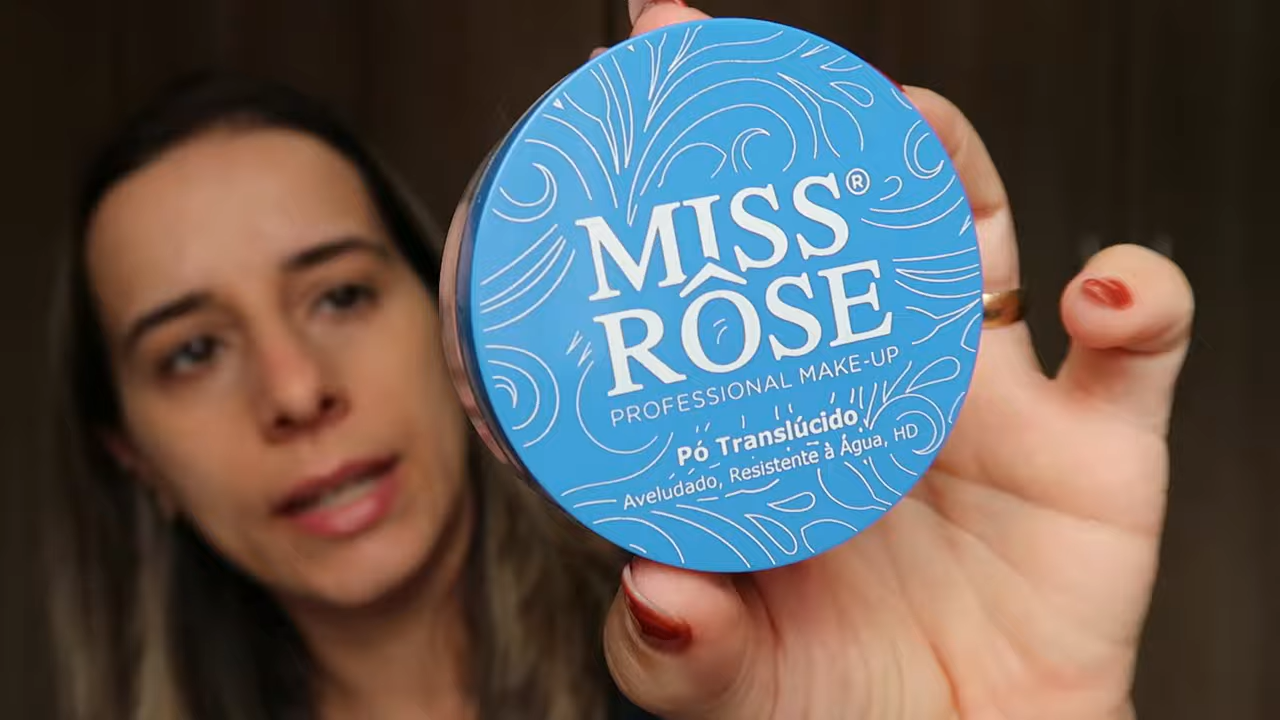 MISS®
RÔSE
PROFESSIONAL MAKE-UP
Pó Translúcido
Aveludado, Resistente à Água, HD